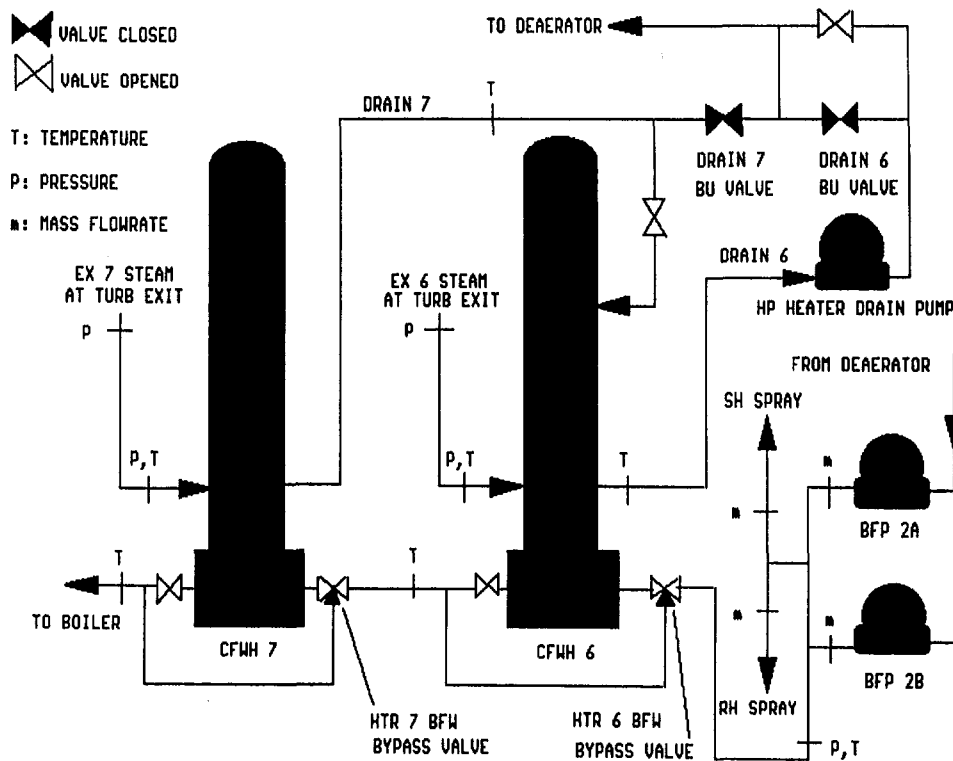 VALVE CLOSED
VALVE OPENED
T: TEMPERATURE
P: PRESSURE
m: MASS FLOWRATE
TO DEAERATOR
T
DRAIN 7
DRAIN 7
BU VALVE
DRAIN 6
BU VALVE
EX 7 STEAM
AT TURB EXIT
P
EX 6 STEAM
AT TURB EXIT
P
DRAIN 6
HP HEATER DRAIN PUMP
FROM DEAERATOR
SH SPRAY
P,T
P,T
T
m
m
BFP 2A
T
T
TO BOILER
CFWH 7
CFWH 6
m
m
BFP 2B
RH SPRAY
HTR 7 BFW
BYPASS VALVE
HTR 6 BFW
BYPASS VALVE
P,T